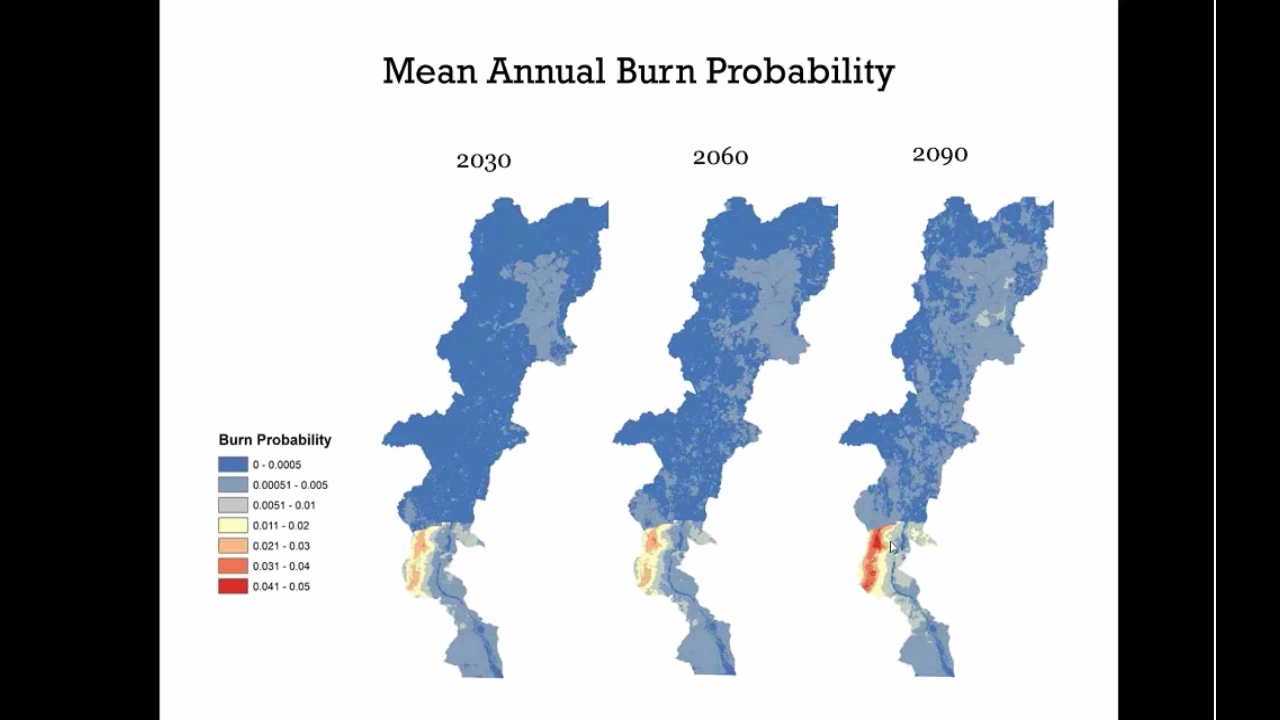 Mean Annual Burn Probability
2030
2060
2090
Burn Probability
0 - 0.0005
0.00051 - 0.005
0.0051 - 0.01
0.011 - 0.02
0.021 - 0.03
0.031 - 0.04
0.041 - 0.05